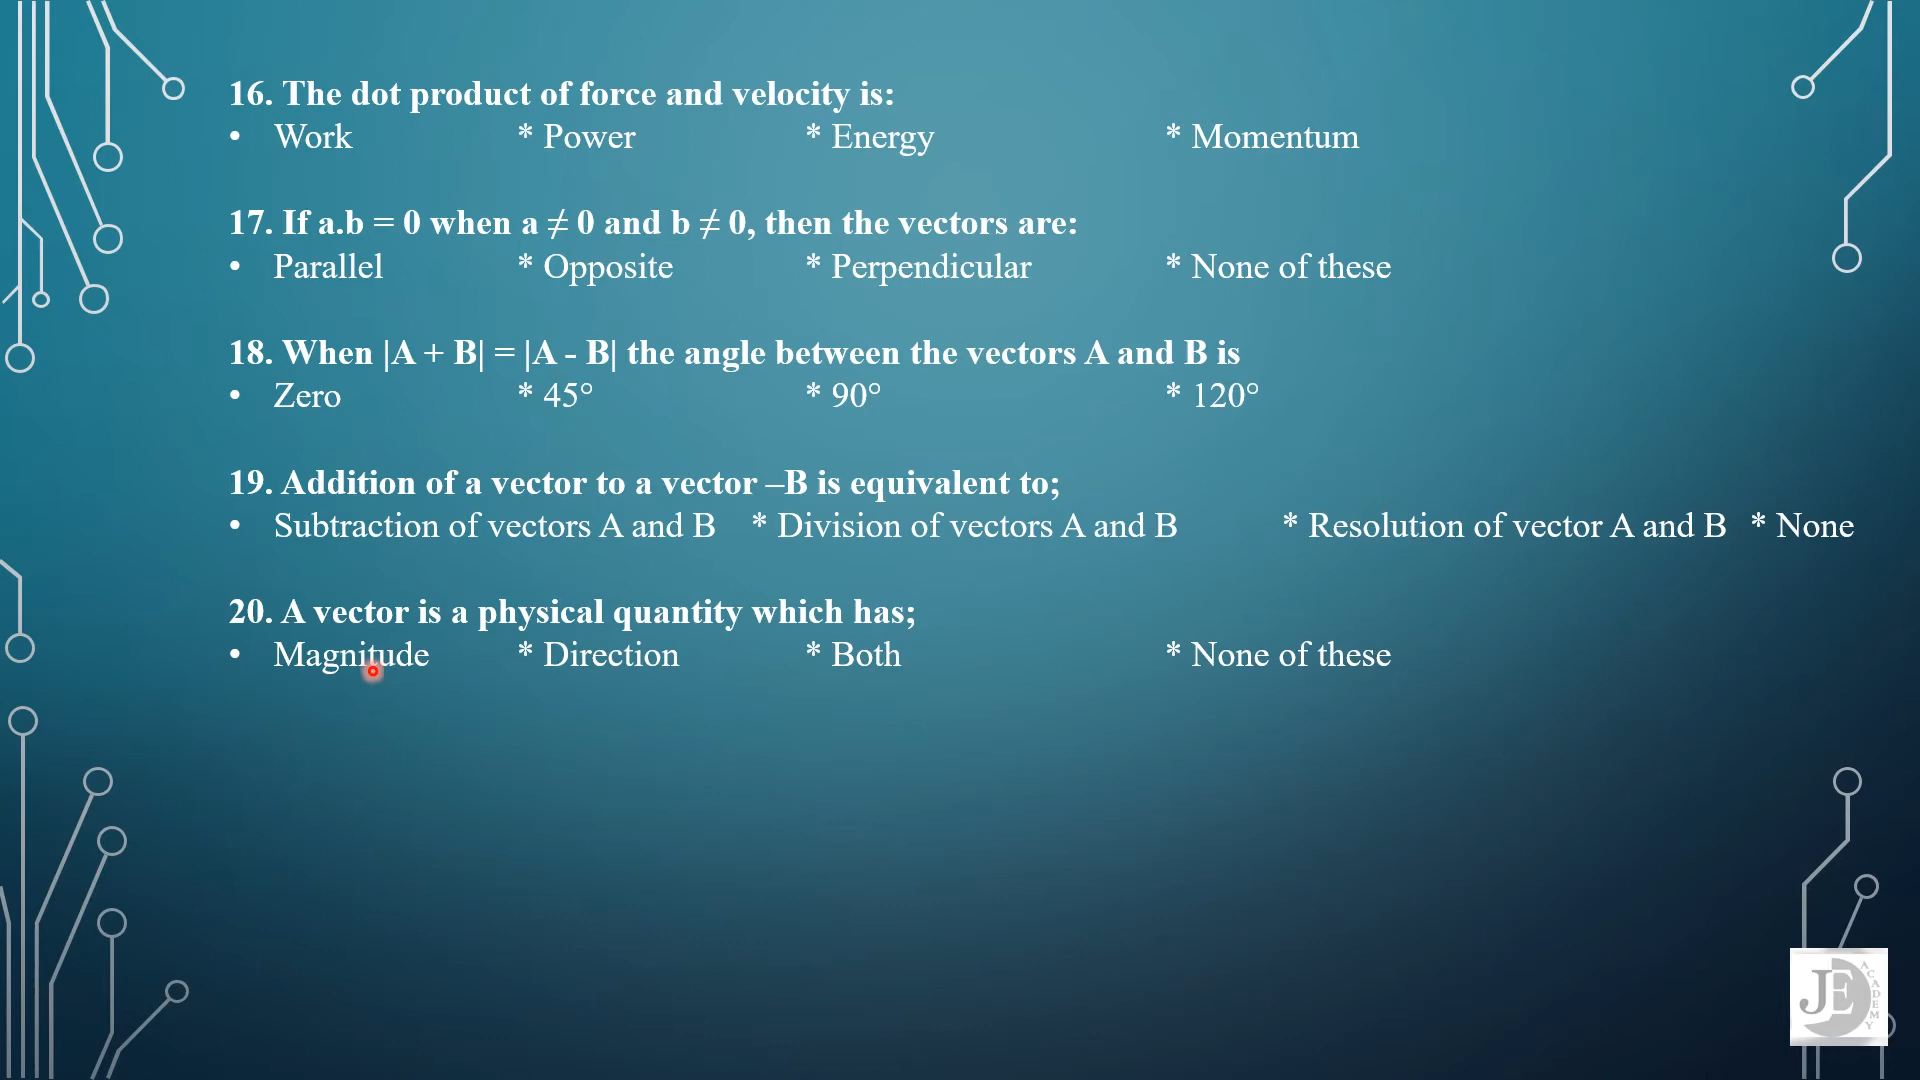 16. The dot product of force and velocity is:
• Work * Power * Energy * Momentum
17. If a.b = 0 when a ≠ 0 and b ≠ 0, then the vectors are:
• Parallel * Opposite * Perpendicular * None of these
18. When |A + B| = |A - B| the angle between the vectors A and B is
• Zero * 45° * 90° * 120°
19. Addition of a vector to a vector –B is equivalent to;
• Subtraction of vectors A and B * Division of vectors A and B * Resolution of vector A and B * None
20. A vector is a physical quantity which has;
• Magnitude * Direction * Both * None of these
JE ACADEMY